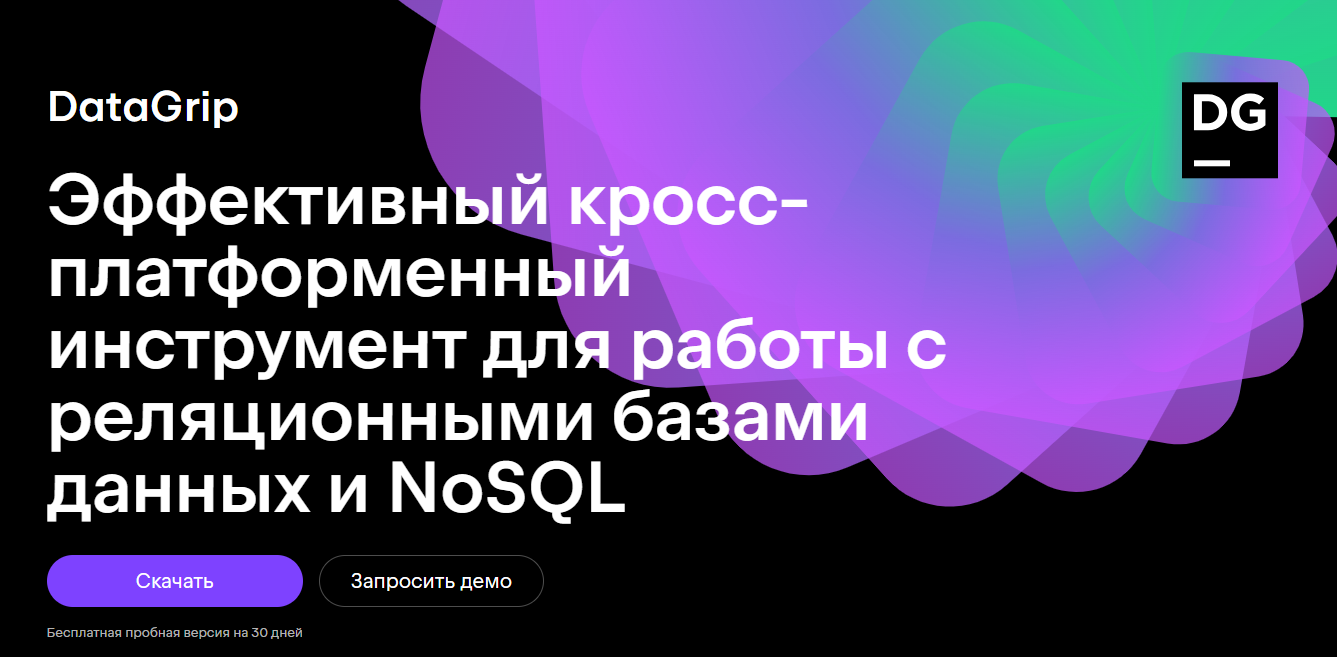 DataGrip
DG
Эффективный кросс-
платформенный
инструмент для работы с
реляционными базами
данных и NoSQL
Скачать
Запросить демо
Бесплатная пробная версия на 30 дней